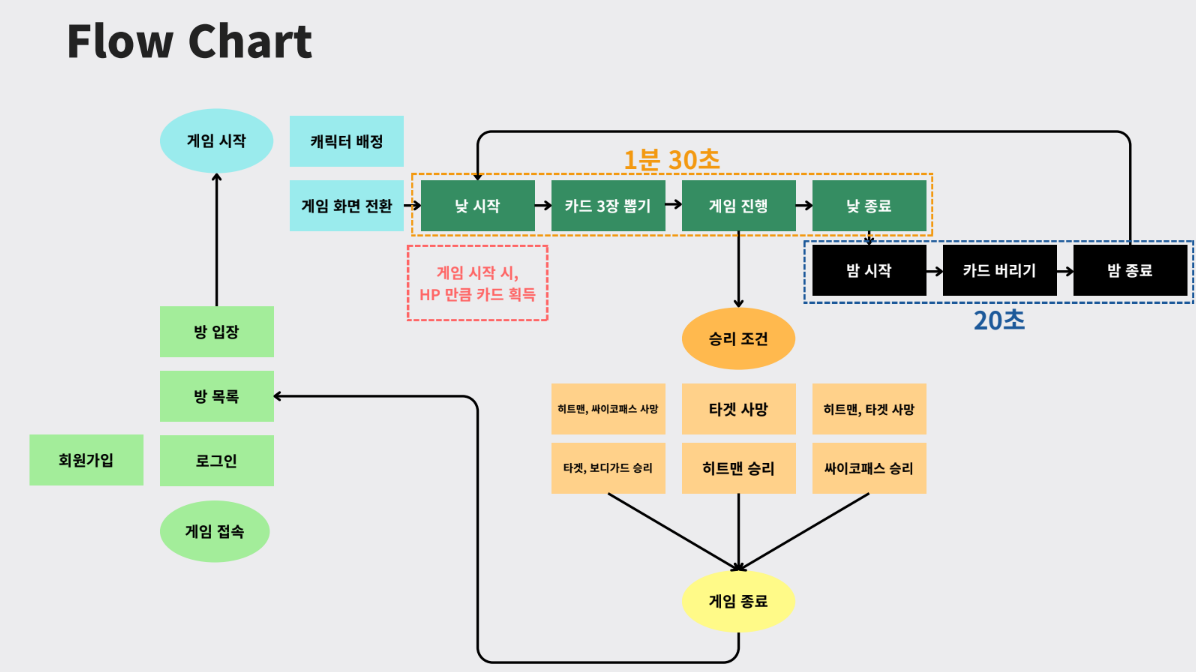 Flow Chart
게임 시작
캐릭터 배정
게임 화면 전환
1분 30초
낮 시작
카드 3장 뽑기
게임 진행
낮 종료
게임 시작 시,
HP 만큼 카드 획득
밤 시작
카드 버리기
밤 종료
20초
방 입장
방 목록
회원가입
로그인
게임 접속
승리 조건
히트맨, 싸이코패스 사망
타겟 사망
히트맨, 타겟 사망
타겟, 보디가드 승리
히트맨 승리
싸이코패스 승리
게임 종료